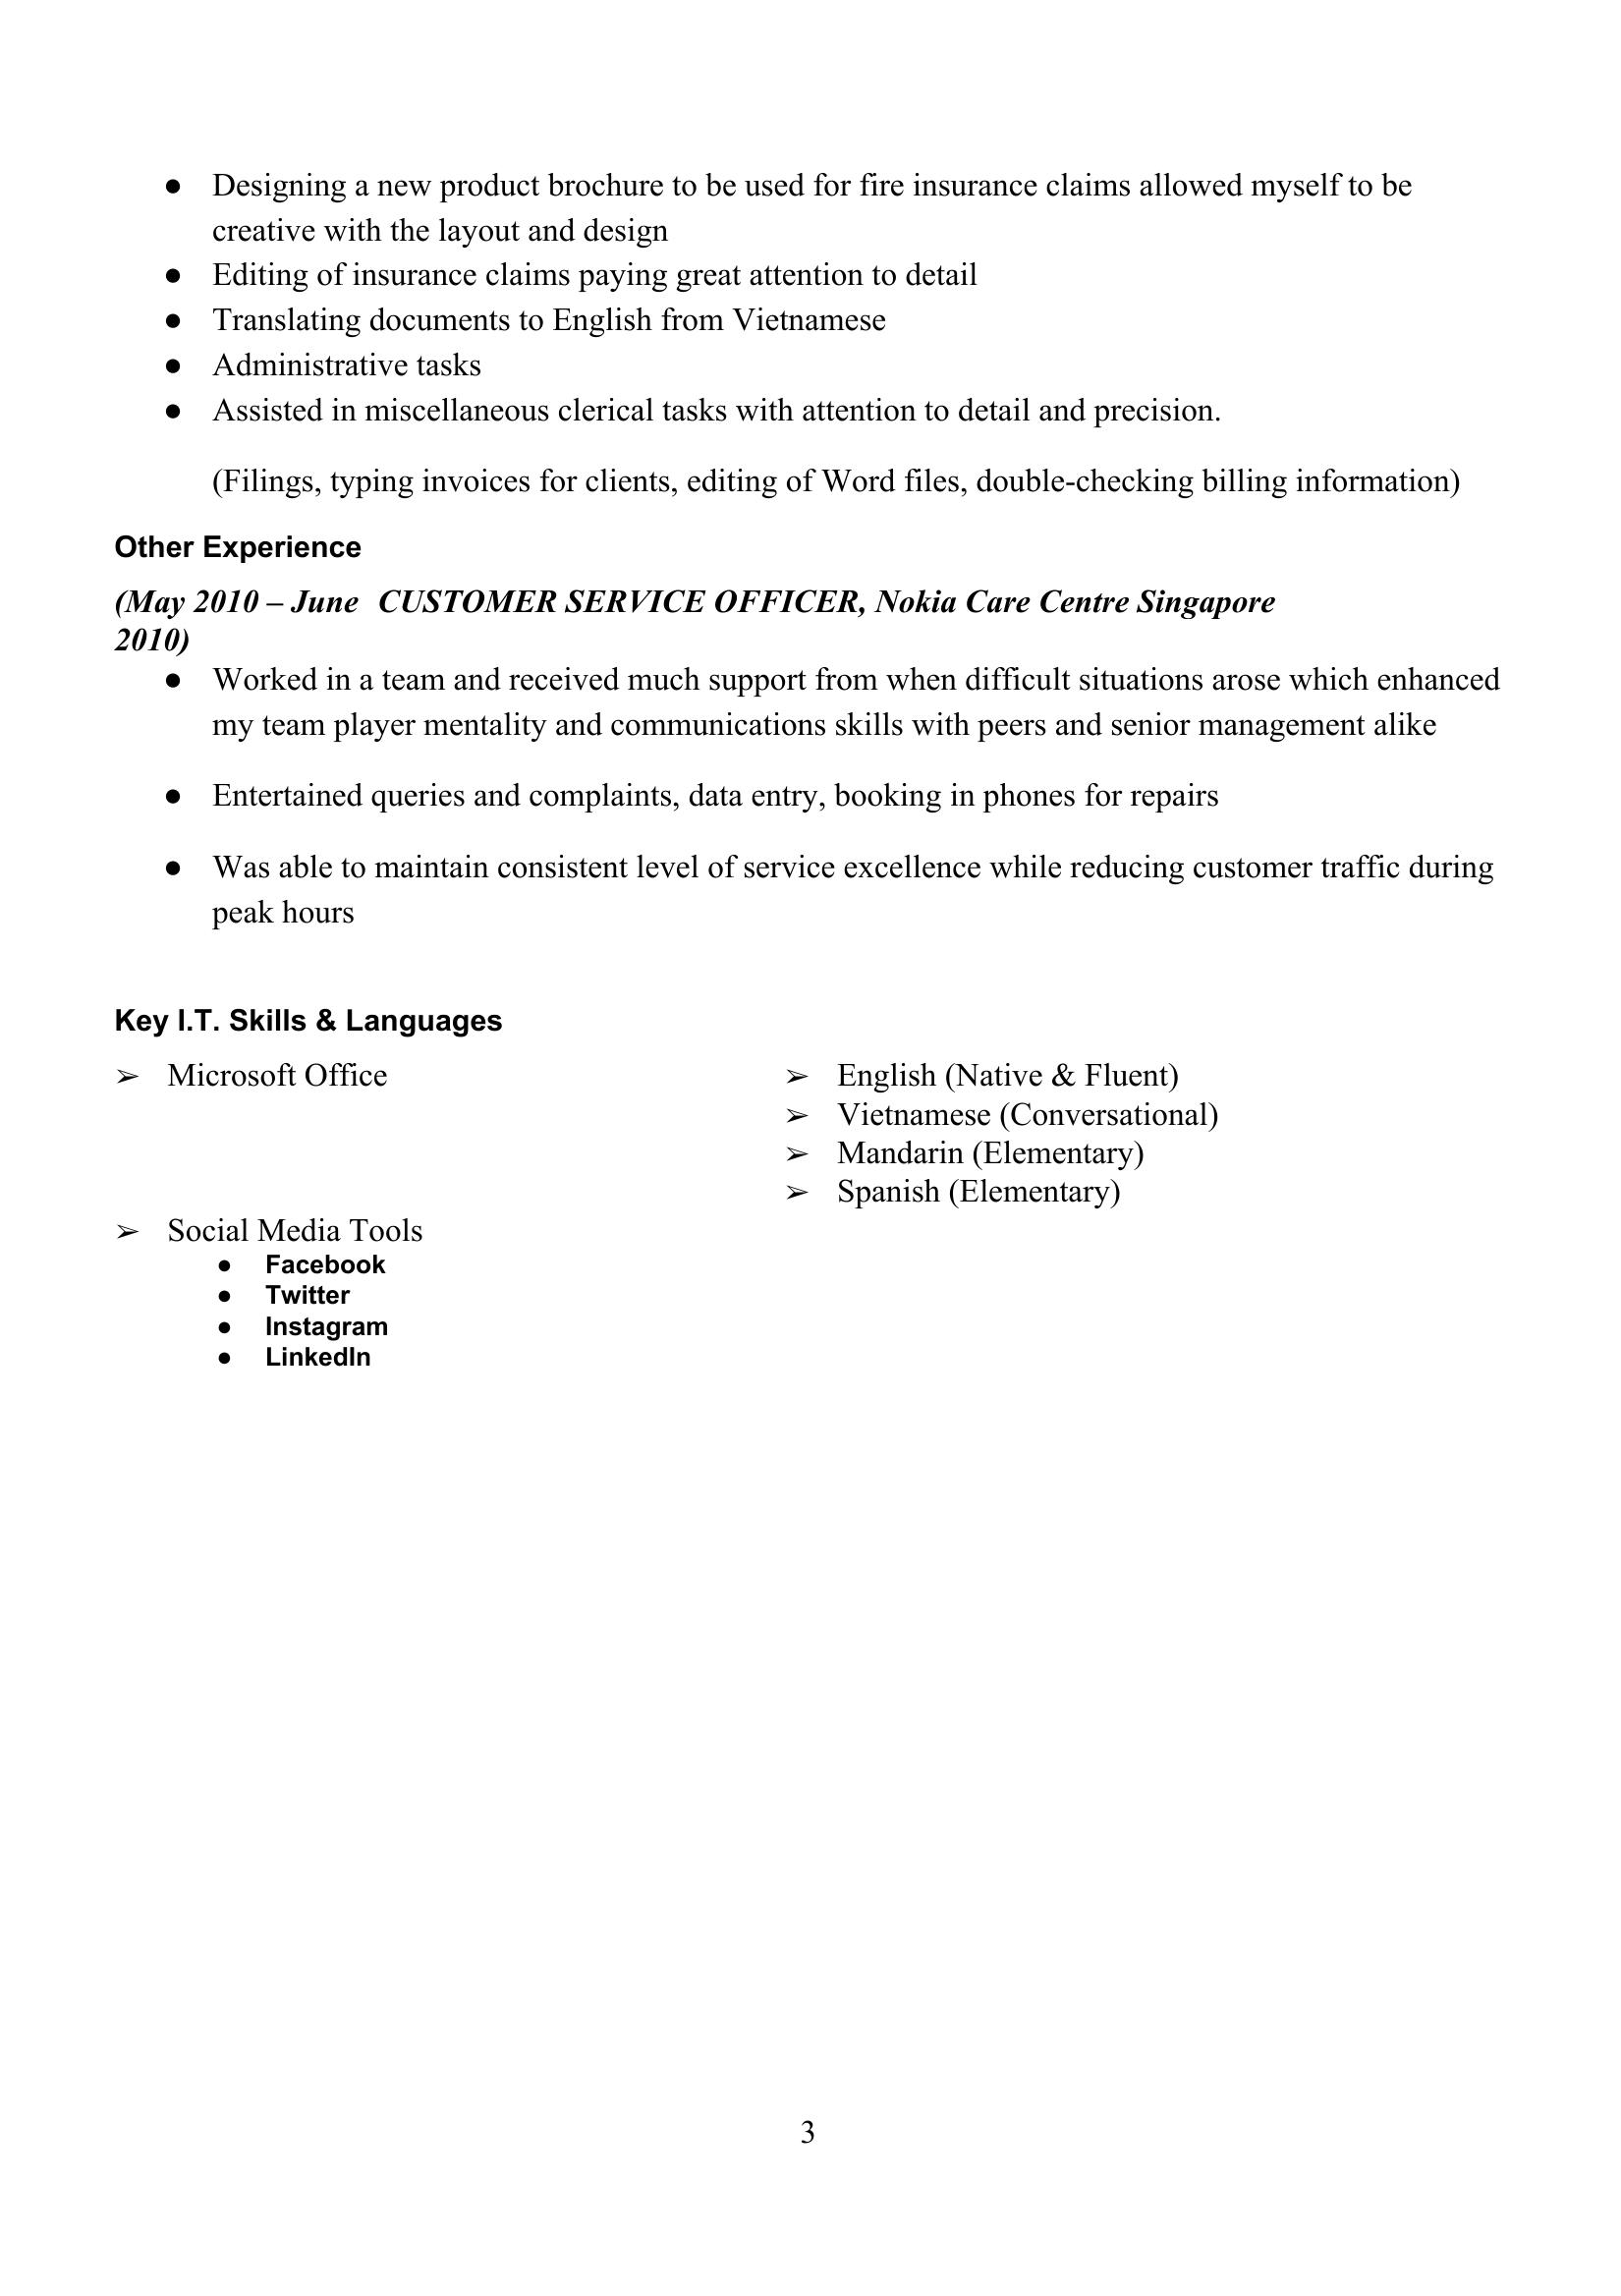 ● Designing a new product brochure to be used for fire insurance claims allowed myself to be
creative with the layout and design
● Editing of insurance claims paying great attention to detail
● Translating documents to English from Vietnamese
● Administrative tasks
● Assisted in miscellaneous clerical tasks with attention to detail and precision.
(Filings, typing invoices for clients, editing of Word files, double-checking billing information)
Other Experience
(May 2010 – June CUSTOMER SERVICE OFFICER, Nokia Care Centre Singapore
2010)
● Worked in a team and received much support from when difficult situations arose which enhanced
my team player mentality and communications skills with peers and senior management alike
● Entertained queries and complaints, data entry, booking in phones for repairs
● Was able to maintain consistent level of service excellence while reducing customer traffic during
peak hours
Key I.T. Skills & Languages
➢ Microsoft Office
➢ English (Native & Fluent)
➢ Vietnamese (Conversational)
➢ Mandarin (Elementary)
➢ Spanish (Elementary)
➢ Social Media Tools
● Facebook
● Twitter
● Instagram
● LinkedIn
3